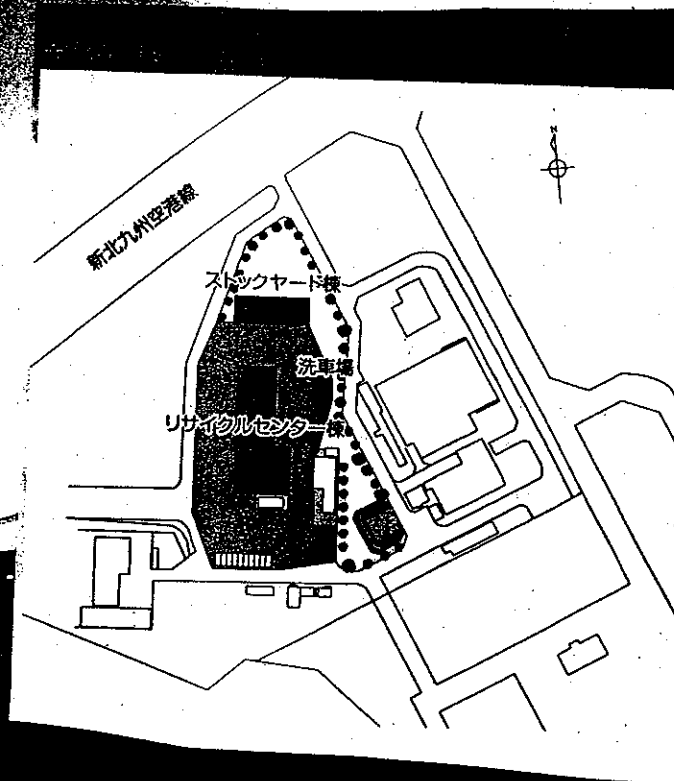 N
新北九州空港線
ストックヤード棟
洗車場
リサイクルセンター棟